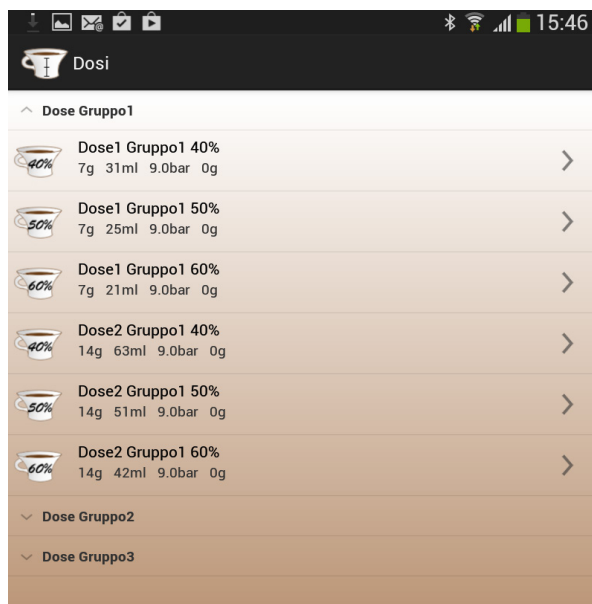 15:46
Dosi
Dose Gruppo1
40%
Dose1 Gruppo1 40%
7g 31ml 9.0bar 0g
50%
Dose1 Gruppo1 50%
7g 25ml 9.0bar 0g
60%
Dose1 Gruppo1 60%
7g 21ml 9.0bar 0g
40%
Dose2 Gruppo1 40%
14g 63ml 9.0bar 0g
50%
Dose2 Gruppo1 50%
14g 51ml 9.0bar 0g
60%
Dose2 Gruppo1 60%
14g 42ml 9.0bar 0g
Dose Gruppo2
Dose Gruppo3